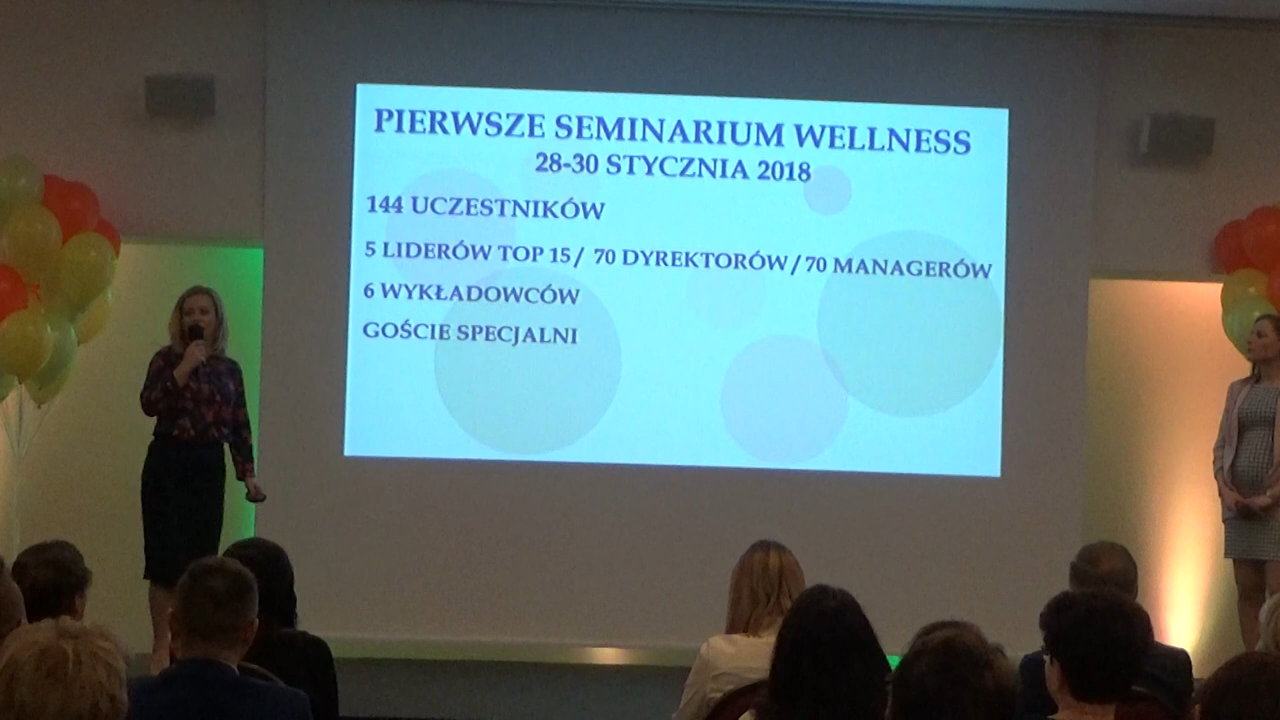 PIERWSZE SEMINARIUM WELLNESS
28-30 STYCZNIA 2018
144 UCZESTNIKÓW
5 LIDERÓW TOP 15 / 70 DYREKTORÓW / 70 MANAGERÓW
6 WYKŁADOWCÓW
GOŚCIE SPECJALNI